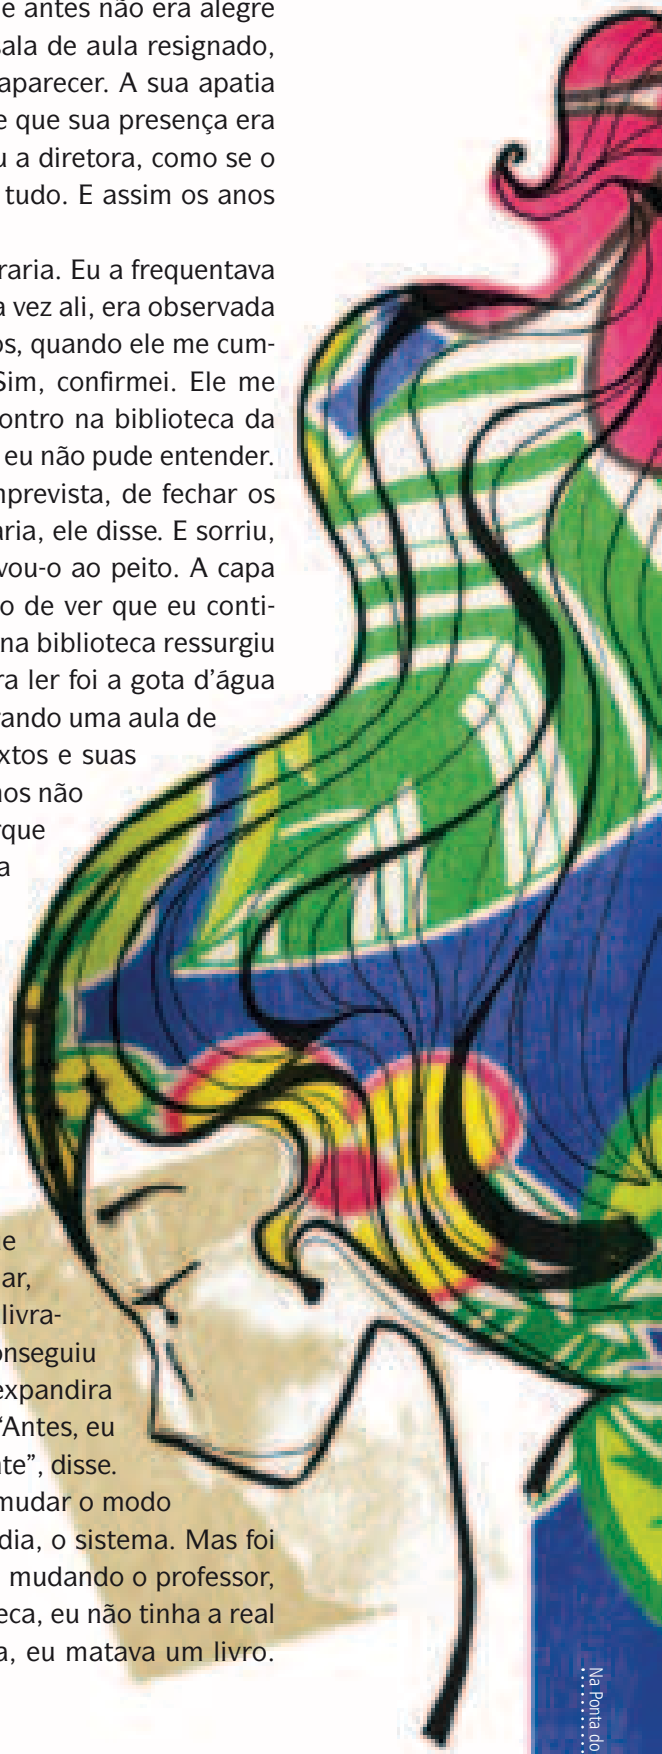 e antes não era alegre
sala de aula resignado,
aparecer. A sua apatia
e que sua presença era
u a diretora, como se o
tudo. E assim os anos
raria. Eu a frequentava
a vez ali, era observada
os, quando ele me cum-
Sim, confirmei. Ele me
contro na biblioteca da
eu não pude entender.
mprevista, de fechar os
aria, ele disse. E sorriu,
vou-o ao peito. A capa
o de ver que eu conti-
na biblioteca ressurgiu
ra ler foi a gota d’água
rando uma aula de
extos e suas
nos não
rque
a
ne
ar,
livra-
onseguiu
expandira
“Antes, eu
nte”, disse.
mudar o modo
dia, o sistema. Mas foi
mudando o professor,
eca, eu não tinha a real
a, eu matava um livro.
Na Ponta do